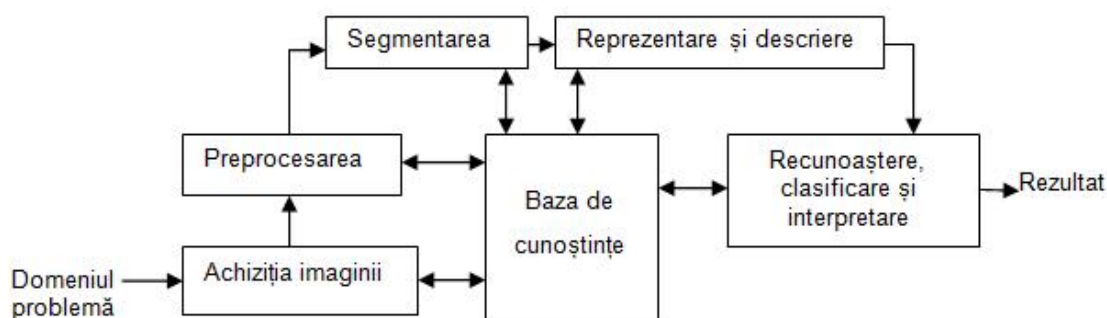 Segmentarea
Reprezentare și descriere
Preprocesarea
Baza de
cunoștințe
Recunoaștere,
clasificare și
interpretare
Rezultat
Achiziția imaginii
Domeniul
problemă